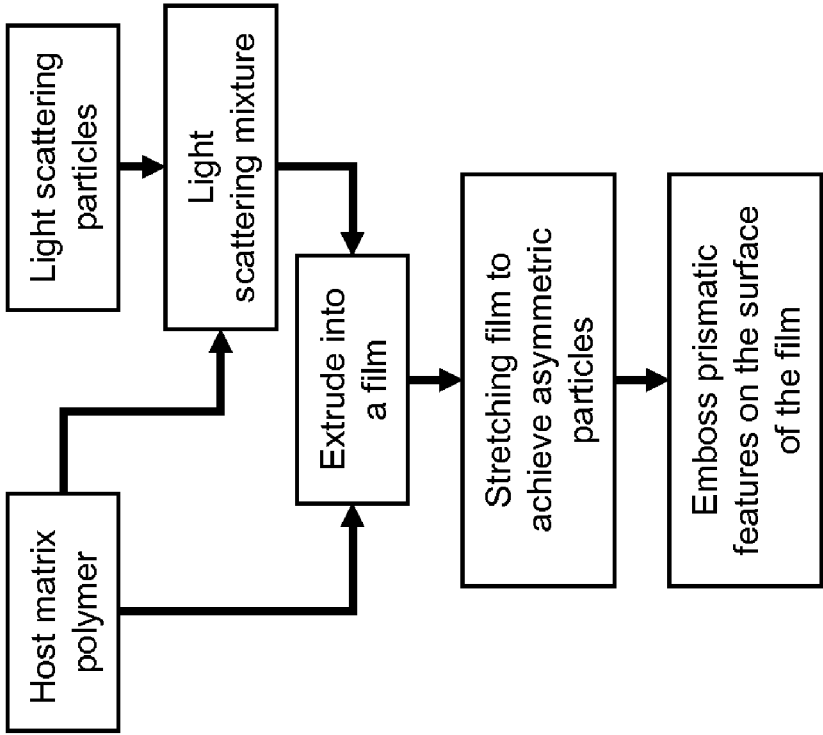 Host matrix
polymer
Light scattering
particles
Light
scattering mixture
Extrude into
a film
Stretching film to
achieve asymmetric
particles
Emboss prismatic
features on the surface
of the film